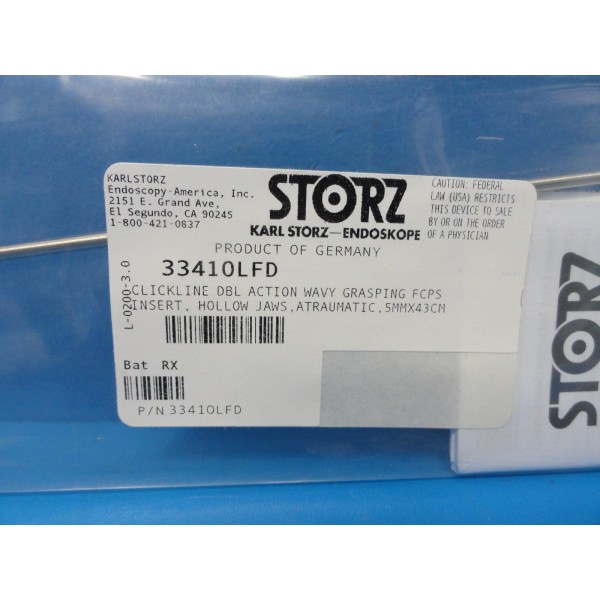 KARLSTORZ
Endoscopy-America, Inc.
2151 E. Grand Ave,
El Segundo, CA 90245
1-800-421-0837
STORZ
KARL STORZ—ENDOSKOPE
CAUTION: FEDERAL
LAW (USA) RESTRICTS
THIS DEVICE TO SALE
BY OR ON THE ORDER
OF A PHYSICIAN
PRODUCT OF GERMANY
33410LFD
L-0200-3.0
CLICKLINE DBL ACTION WAVY GRASPING FCPS
INSERT, HOLLOW JAWS,ATRAUMATIC,5MMX43CM
Bat RX
P/N 33410LFD
STORZ